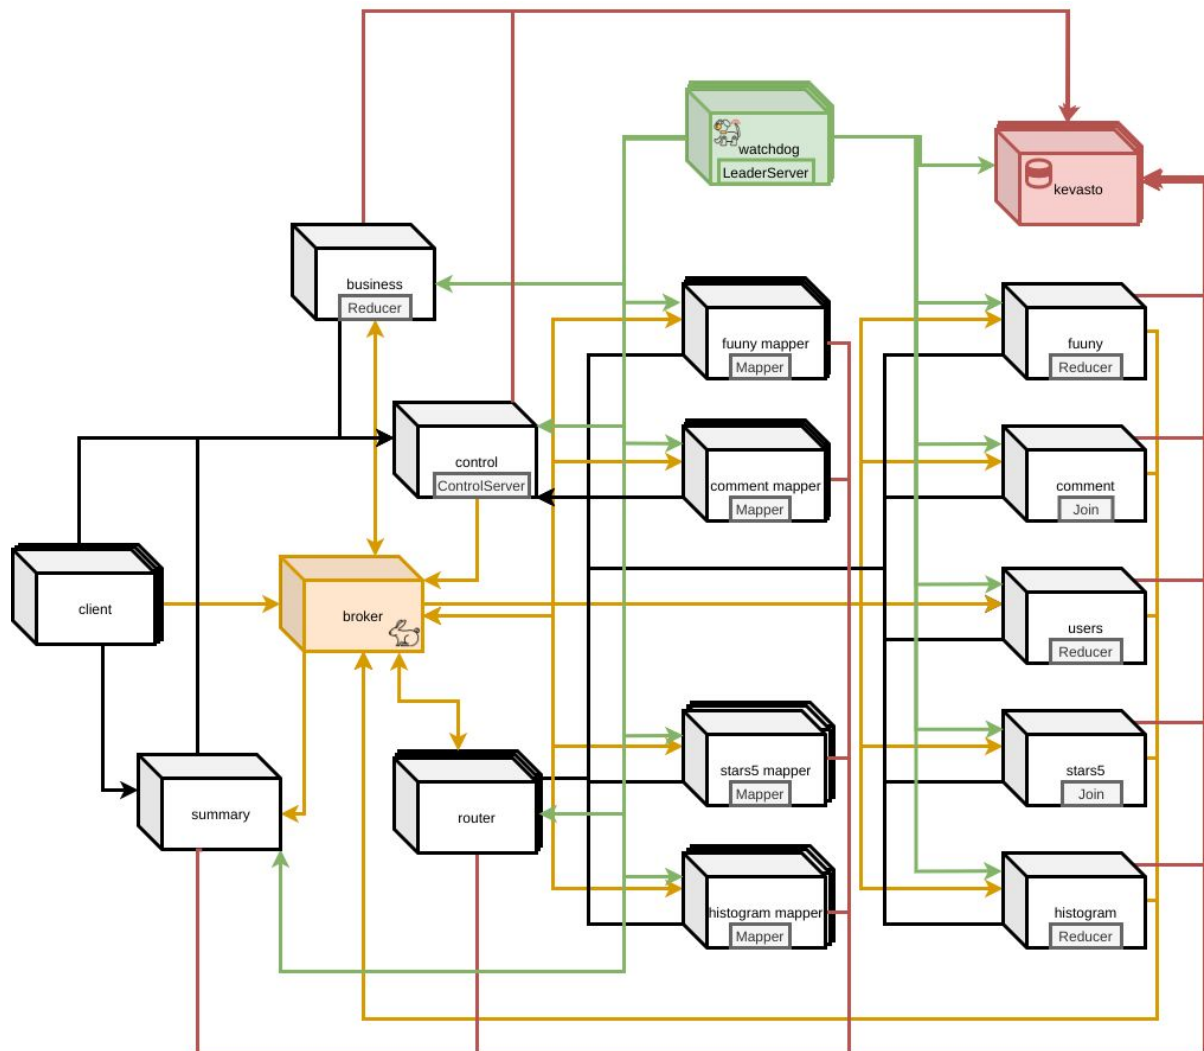 watchdog
LeaderServer
kevasto
business
Reducer
fuuny mapper
Mapper
fuuny
Reducer
control
ControlServer
comment mapper
Mapper
comment
Join
client
broker
users
Reducer
summary
router
stars5 mapper
Mapper
stars5
Join
histogram mapper
Mapper
histogram
Reducer